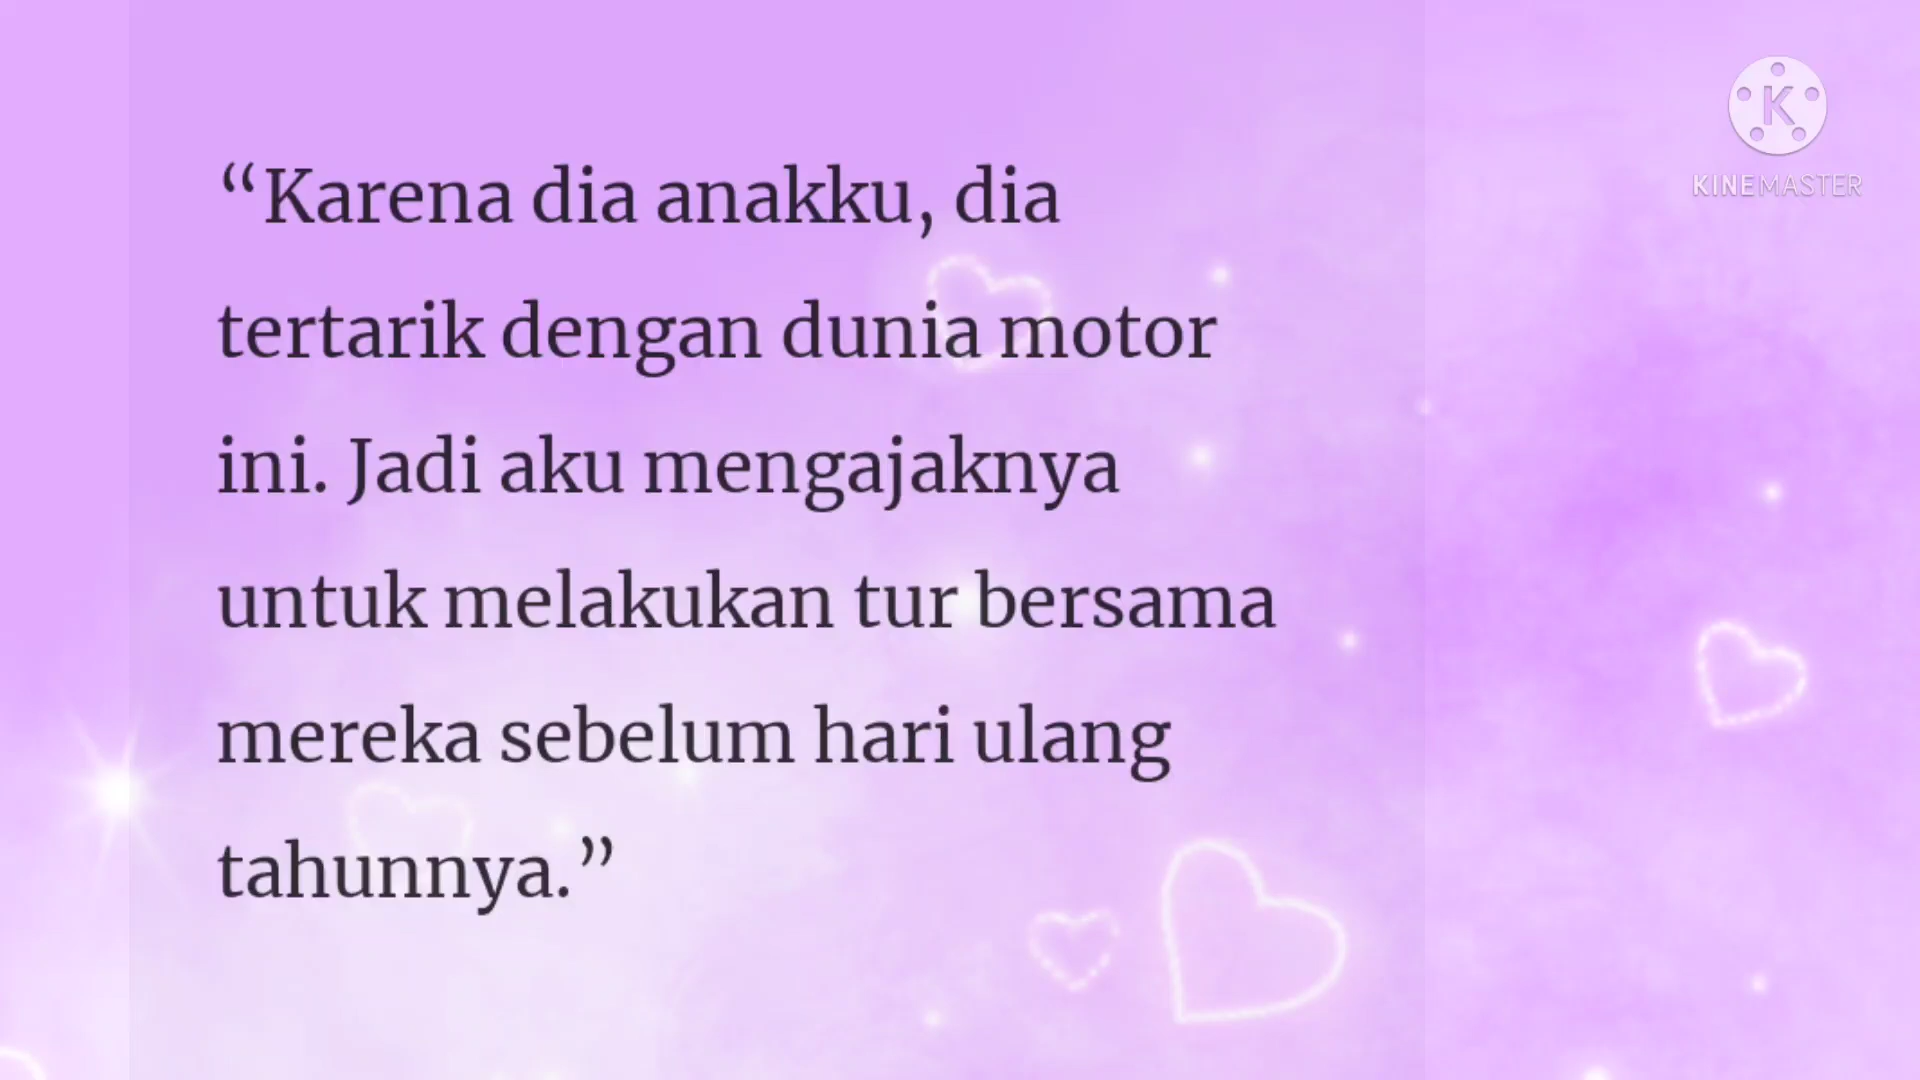 “Karena dia anakku, dia
tertarik dengan dunia motor
ini. Jadi aku mengajaknya
untuk melakukan tur bersama
mereka sebelum hari ulang
tahunnya.”
K
KINEMASTER